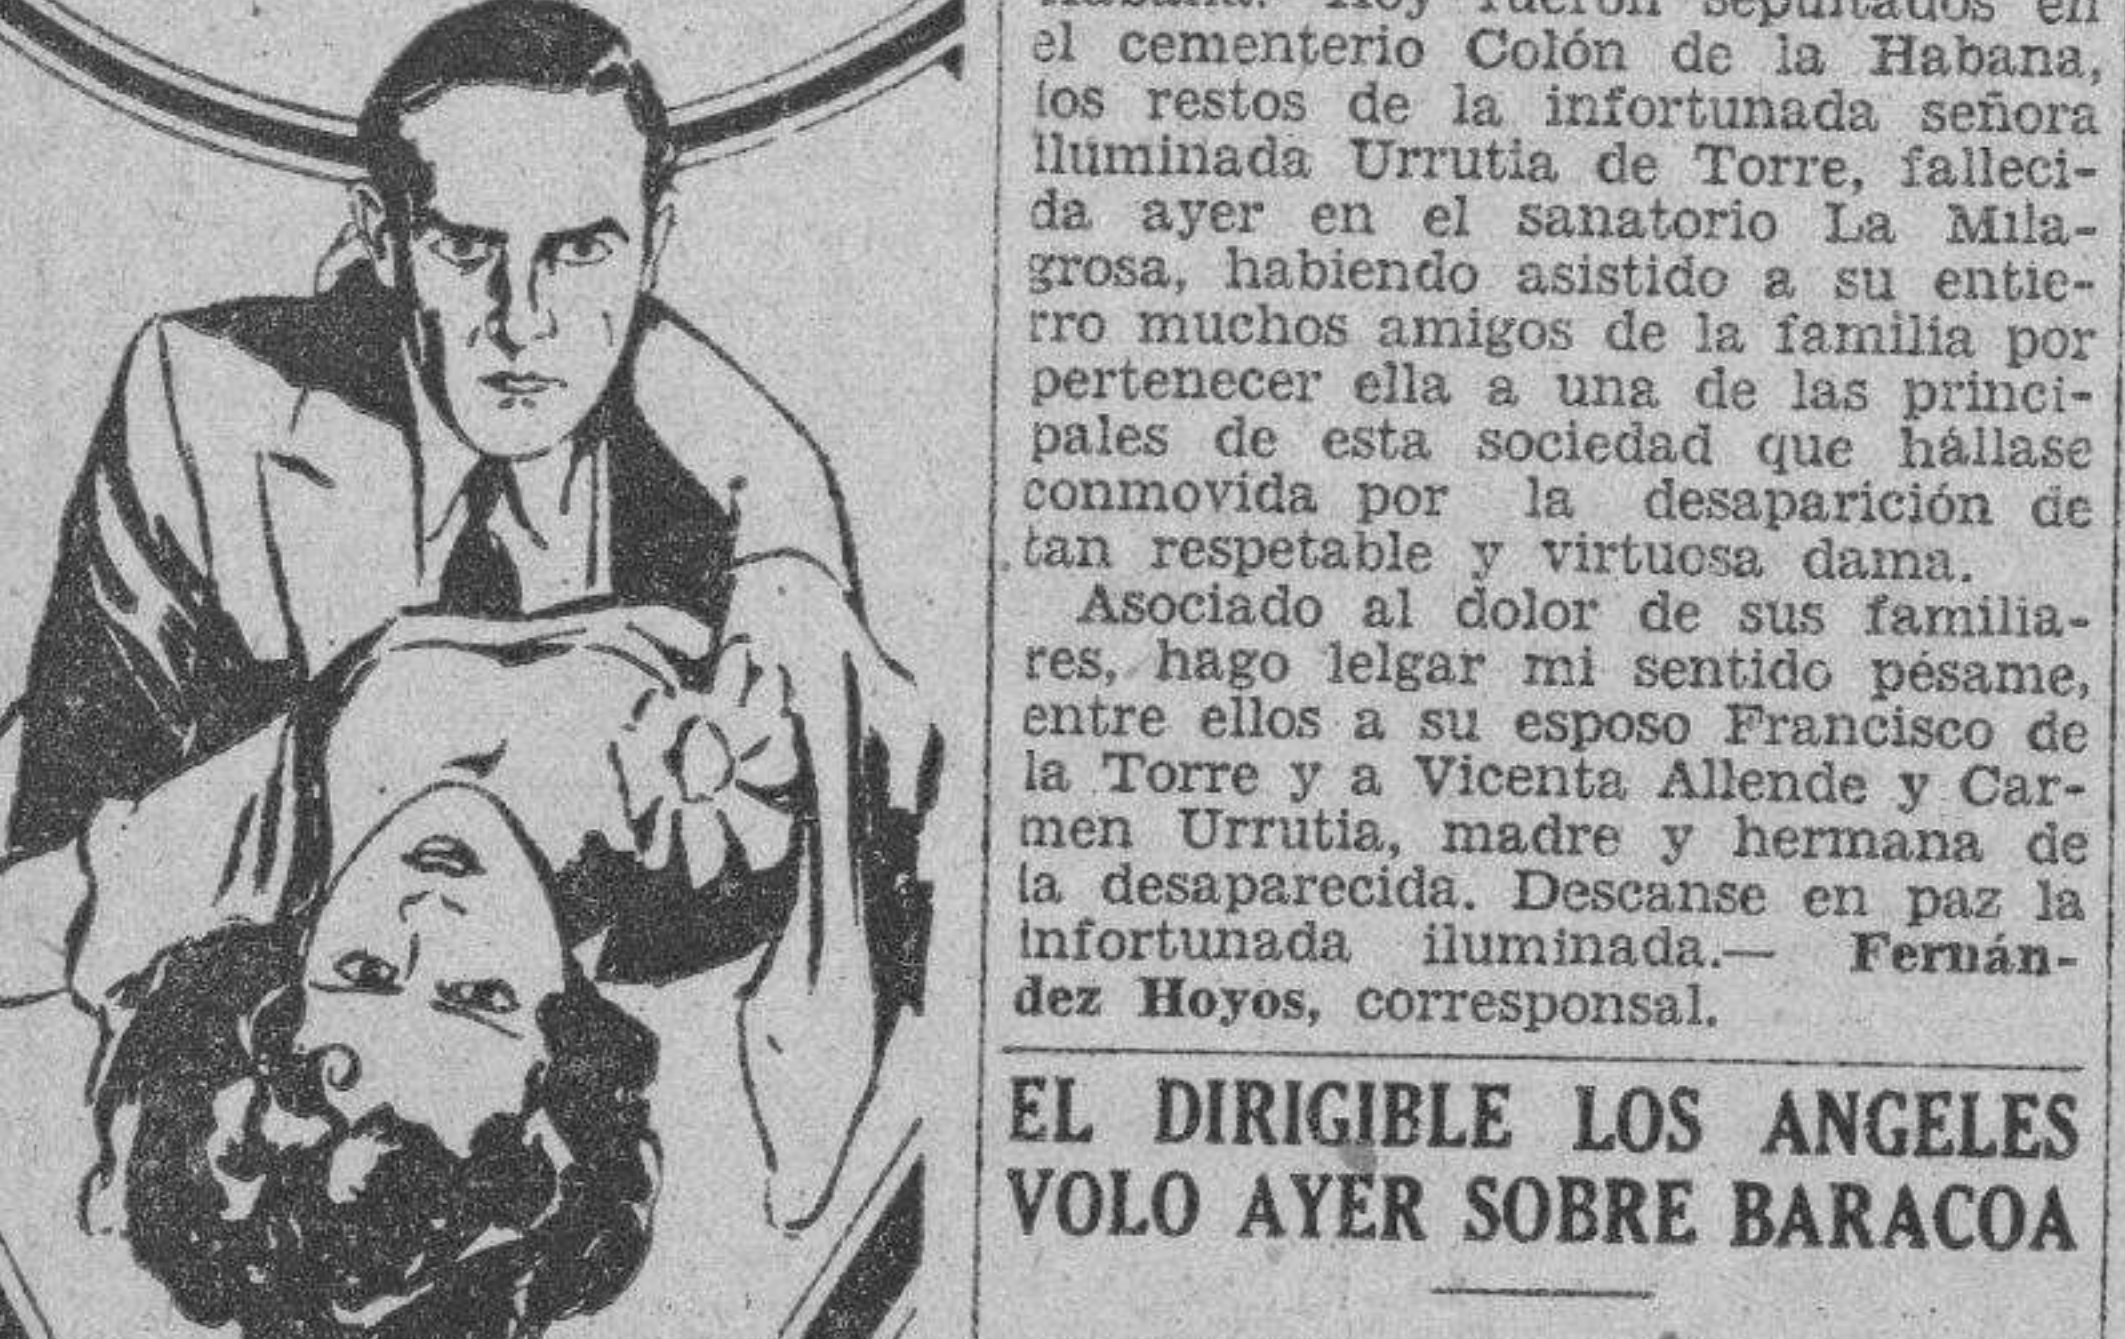 Habana. Hoy fueron sepultados en
el cementerio Colón de la Habana,
los restos de la infortunada señora
Iluminada Urrutia de Torre, falleci-
da ayer en el sanatorio La Mila-
grosa, habiendo asistido a su entie-
rro muchos amigos de la familia por
pertenecer ella a una de las princi-
pales de esta sociedad que hállase
conmovida por la desaparición de
tan respetable y virtuosa dama.
Asociado al dolor de sus familia-
res, hago lelgar mi sentido pésame,
entre ellos a su esposo Francisco de
la Torre y a Vicenta Allende y Car-
men Urrutia, madre y hermana de
la desaparecida. Descanse en paz la
infortunada iluminada.— Fernán-
dez Hoyos, corresponsal.
EL DIRIGIBLE LOS ANGELES
VOLO AYER SOBRE BARACOA